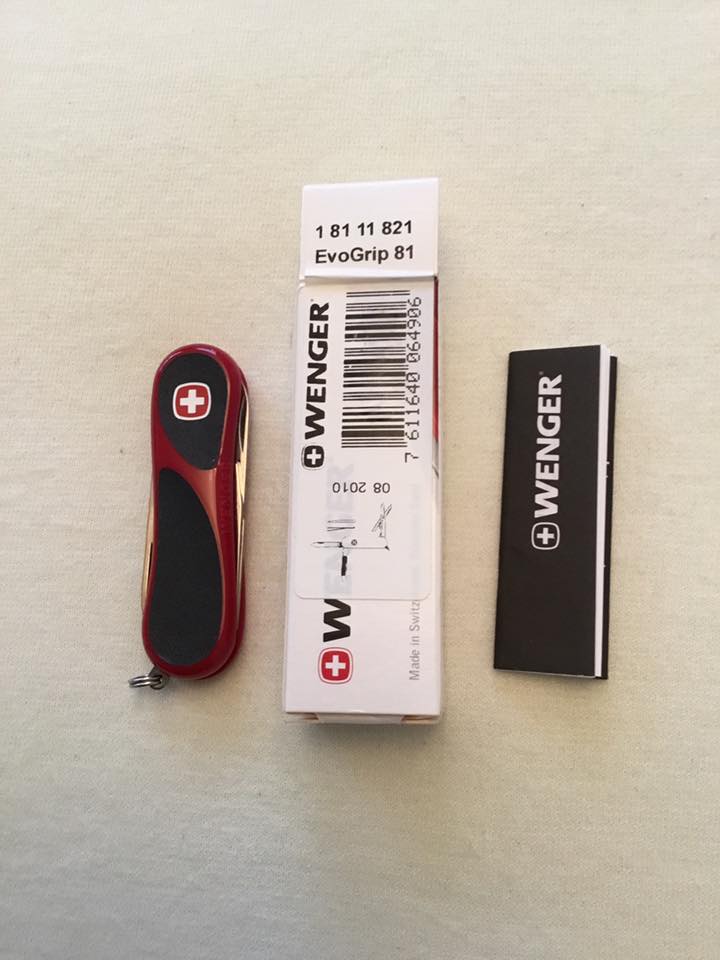 1 81 11 821
EvoGrip 81
WENGER
7 611640 064906
08 2010
WENGER
Made in Switz
WENGER